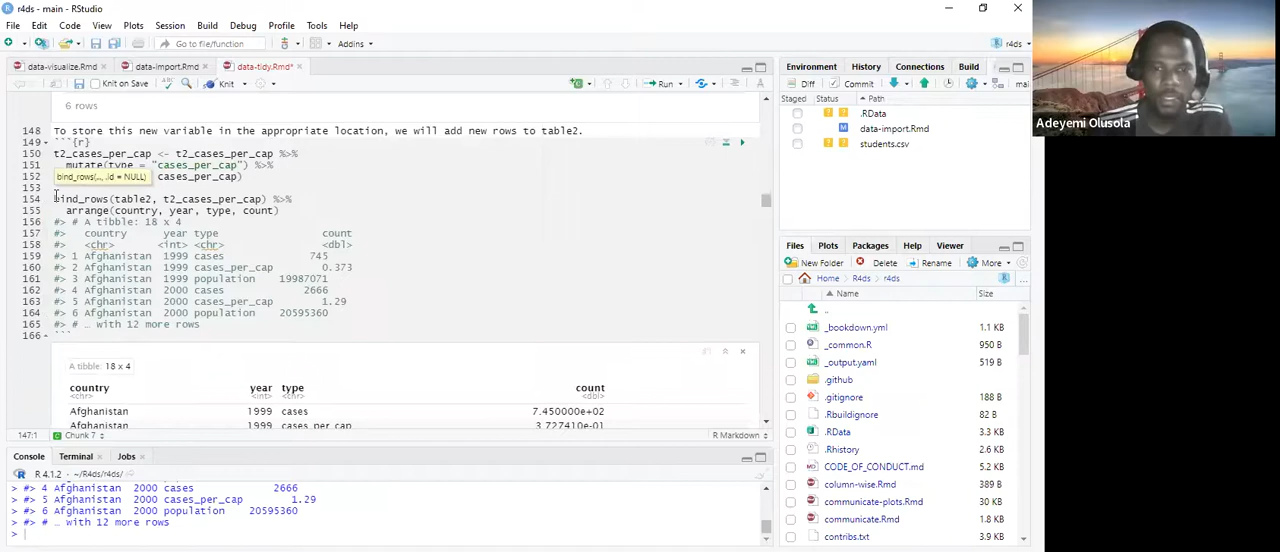 r4ds - main - RStudio
File Edit Code View Plots Session Build Debug Profile Tools Help
Go to file/function Addins r4ds
data-visualize.Rmd data-import.Rmd data-tidy.Rmd*
Knit on Save Knit Run
6 rows
148 To store this new variable in the appropriate location, we will add new rows to table2.
149 ```{r}
150 t2_cases_per_cap <- t2_cases_per_cap %>%
151 mutate(type = "cases_per_cap") %>%
bind_rows(..., .id = NULL)
152 cases_per_cap)
153
154 bind_rows(table2, t2_cases_per_cap) %>%
155 arrange(country, year, type, count)
156 #> # A tibble: 18 x 4
157 #> country year type count
158 #> <chr> <int> <chr> <dbl>
159 #> 1 Afghanistan 1999 cases 745
160 #> 2 Afghanistan 1999 cases_per_cap 0.373
161 #> 3 Afghanistan 1999 population 19987071
162 #> 4 Afghanistan 2000 cases 2666
163 #> 5 Afghanistan 2000 cases_per_cap 1.29
164 #> 6 Afghanistan 2000 population 20595360
165 #> # … with 12 more rows
166 ```
A tibble: 18 x 4
country year type count
<chr> <int> <chr> <dbl>
Afghanistan 1999 cases 7.450000e+02
Afghanistan 1999 cases_per_cap 3.727410e-01
147:1 Chunk 7 R Markdown
Console Terminal Jobs
R 4.1.2 · ~/R4ds/r4ds/
> #> 4 Afghanistan 2000 cases 2666
> #> 5 Afghanistan 2000 cases_per_cap 1.29
> #> 6 Afghanistan 2000 population 20595360
> #> # … with 12 more rows
>
Environment History Connections Build
Diff Commit mai
Staged Status Path
.RData
M data-import.Rmd
students.csv
Files Plots Packages Help Viewer
New Folder Delete Rename More
Home R4ds r4ds ...
Name Size
..
_bookdown.yml 1.1 KB
_common.R 950 B
_output.yaml 519 B
.github
.gitignore 188 B
.Rbuildignore 82 B
.RData 3.3 KB
.Rhistory 2.6 KB
CODE_OF_CONDUCT.md 5.2 KB
column-wise.Rmd 389 B
communicate-plots.Rmd 30 KB
communicate.Rmd 1.8 KB
contribs.txt 3.9 KB
Adeyemi Olusola